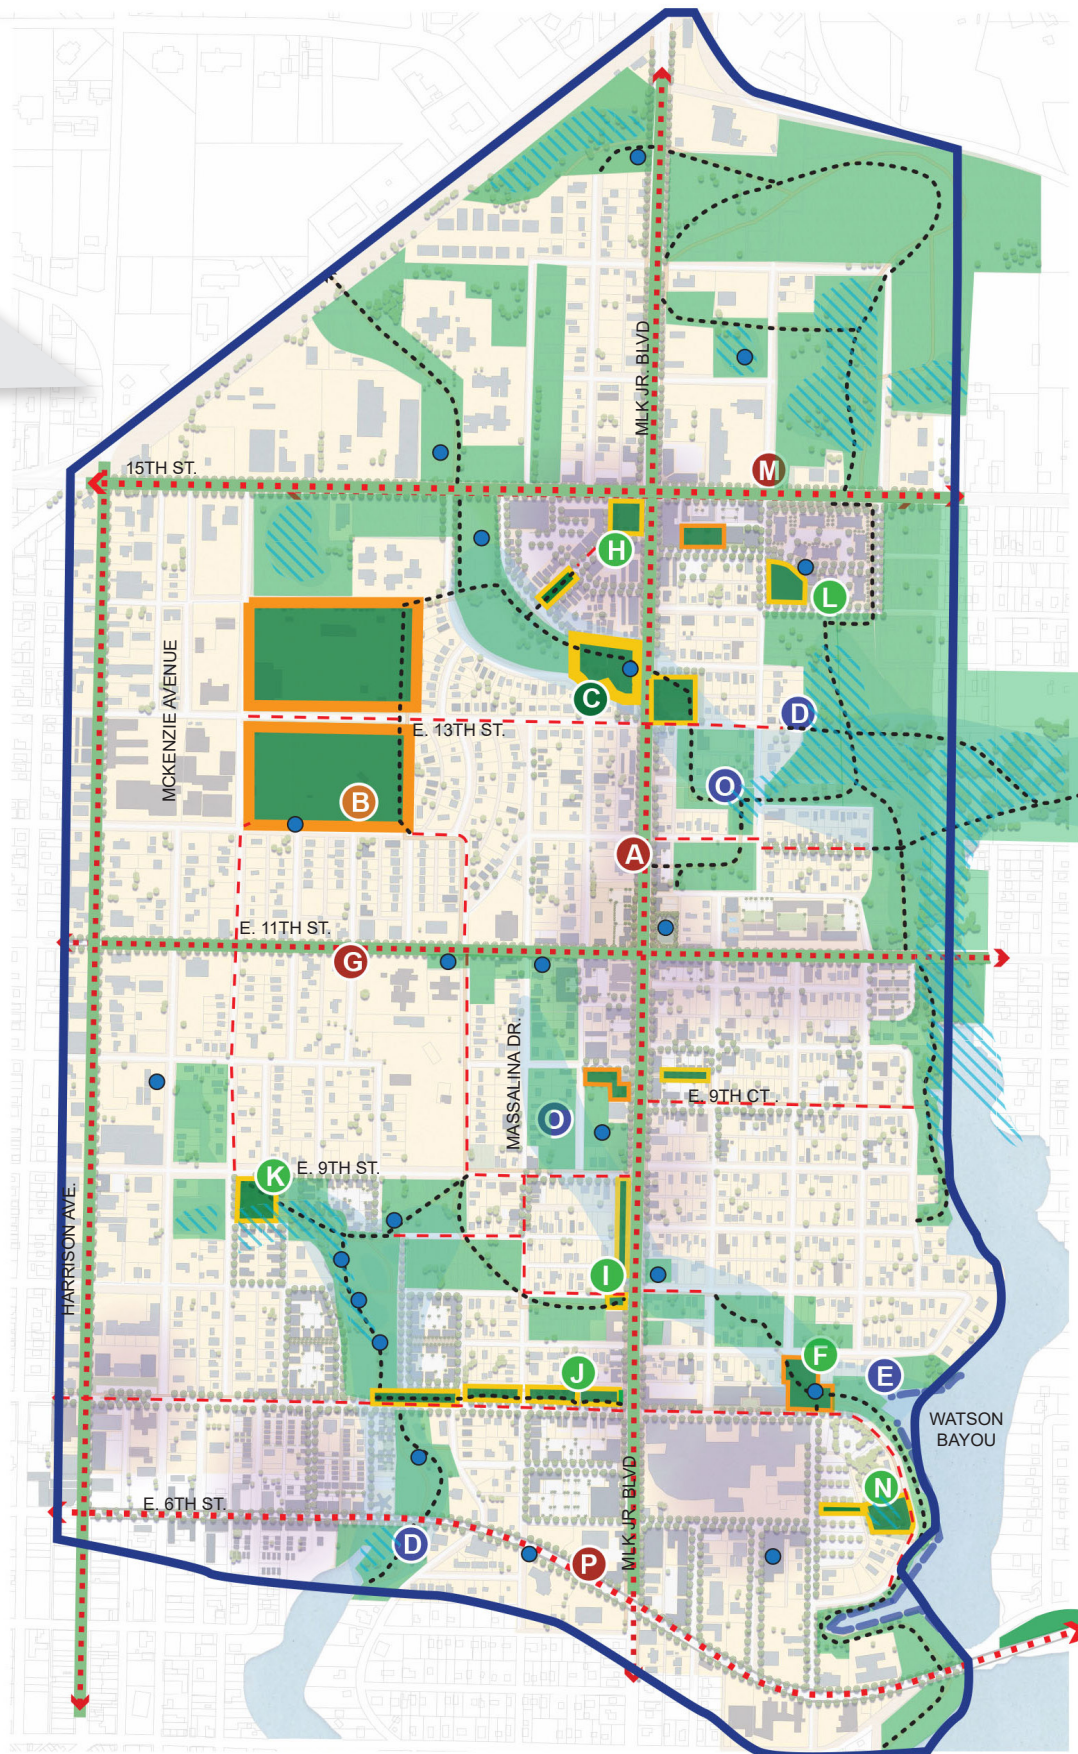 MLK JR. BLVD
15TH ST.
M
H
L
MCKENZIE AVENUE
C
D
E. 13TH ST.
O
B
A
E. 11TH ST.
G
MASSALINA DR.
E. 9TH CT.
O
E. 9TH ST.
K
HARRISON AVE.
I
F
J
E
WATSON
BAYOU
MLK JR. BLVD
N
E. 6TH ST.
D
P